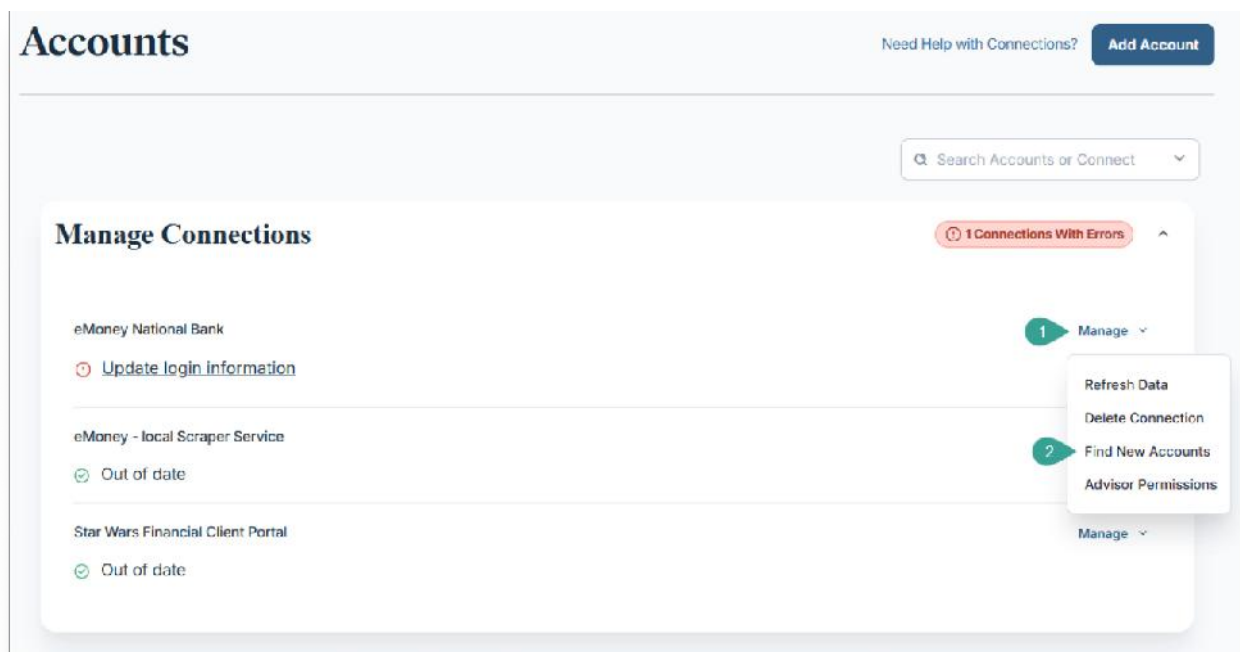 Accounts
Need Help with Connections?
Add Account
Search Accounts or Connect
Manage Connections
1 Connections With Errors
eMoney National Bank
1
Manage
Update login information
Refresh Data
Delete Connection
eMoney - local Scraper Service
2
Find New Accounts
Out of date
Advisor Permissions
Star Wars Financial Client Portal
Manage
Out of date